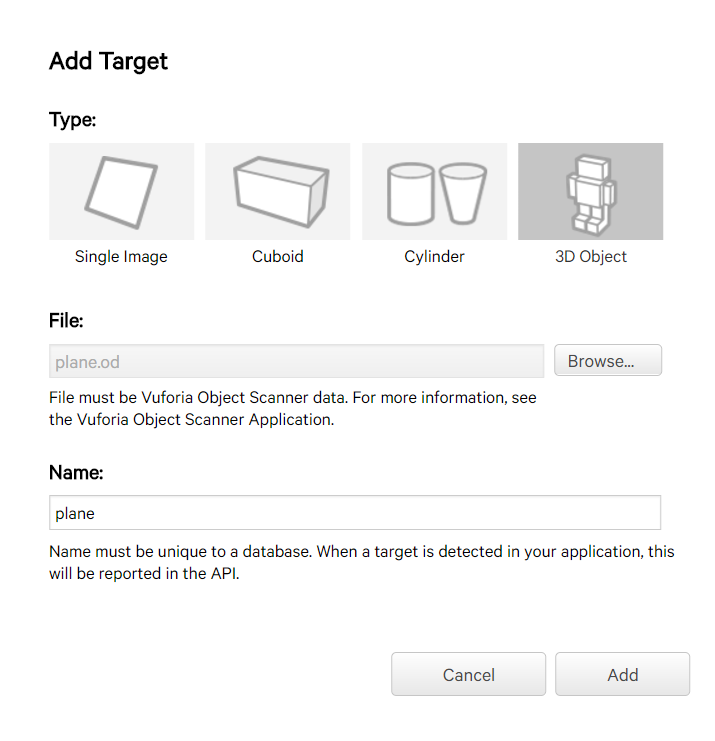 Add Target
Type:
Single Image
Cuboid
Cylinder
3D Object
File:
plane.od
Browse...
File must be Vuforia Object Scanner data. For more information, see
the Vuforia Object Scanner Application.
Name:
plane
Name must be unique to a database. When a target is detected in your application, this
will be reported in the API.
Cancel
Add